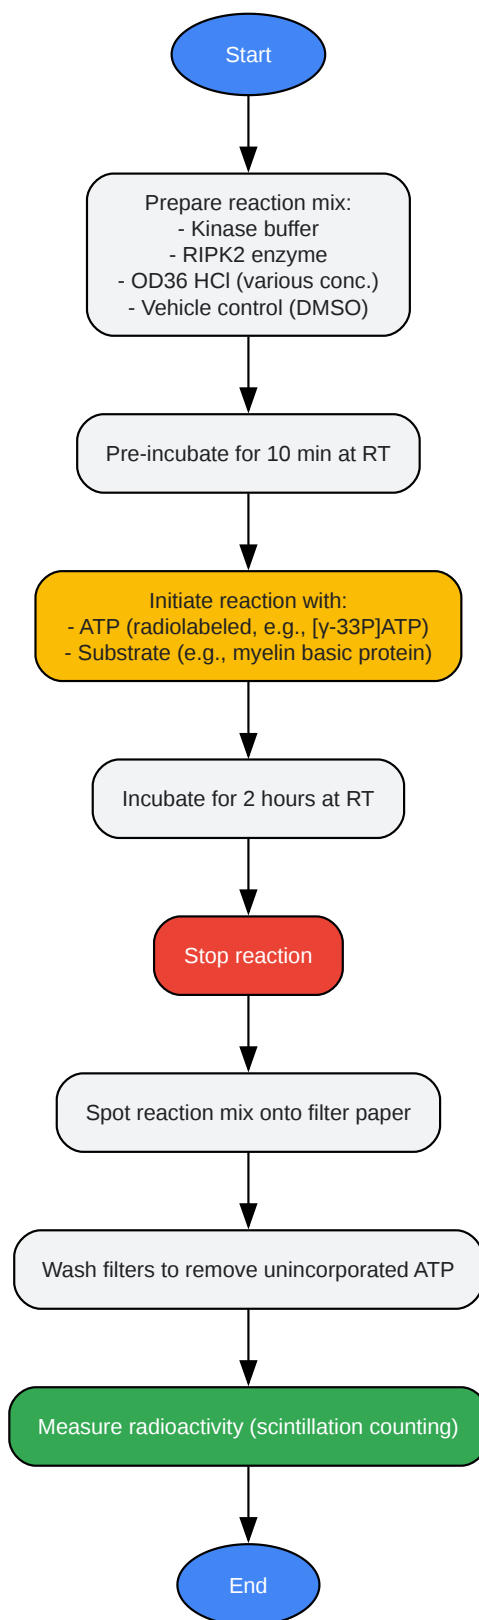 Start
Prepare reaction mix:
- Kinase buffer
- RIPK2 enzyme
- OD36 HCl (various conc.)
- Vehicle control (DMSO)
Pre-incubate for 10 min at RT
Initiate reaction with:
- ATP (radiolabeled, e.g., [γ-33P]ATP)
- Substrate (e.g., myelin basic protein)
Incubate for 2 hours at RT
Stop reaction
Spot reaction mix onto filter paper
Wash filters to remove unincorporated ATP
Measure radioactivity (scintillation counting)
End